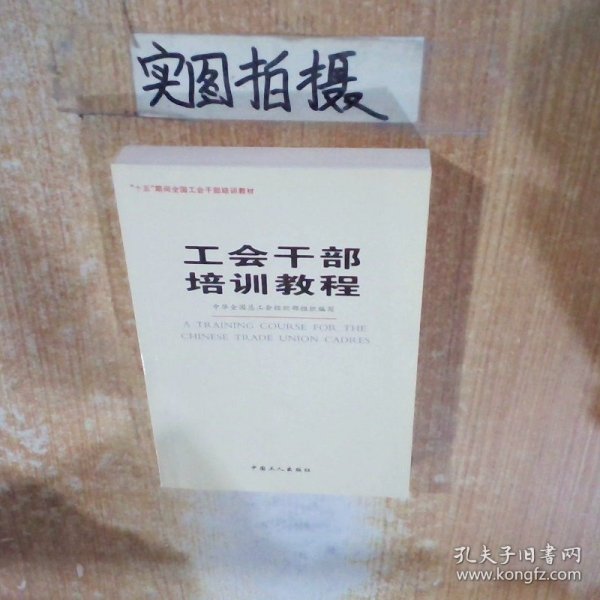 实图拍摄
“十五”期间全国工会干部培训教材
工会干部
培训教程
中华全国总工会组织部组织编写
A TRAINING COURSE FOR THE
CHINESE TRADE UNION CADRES
中国工人出版社
孔夫子旧书网
www.kongfz.com